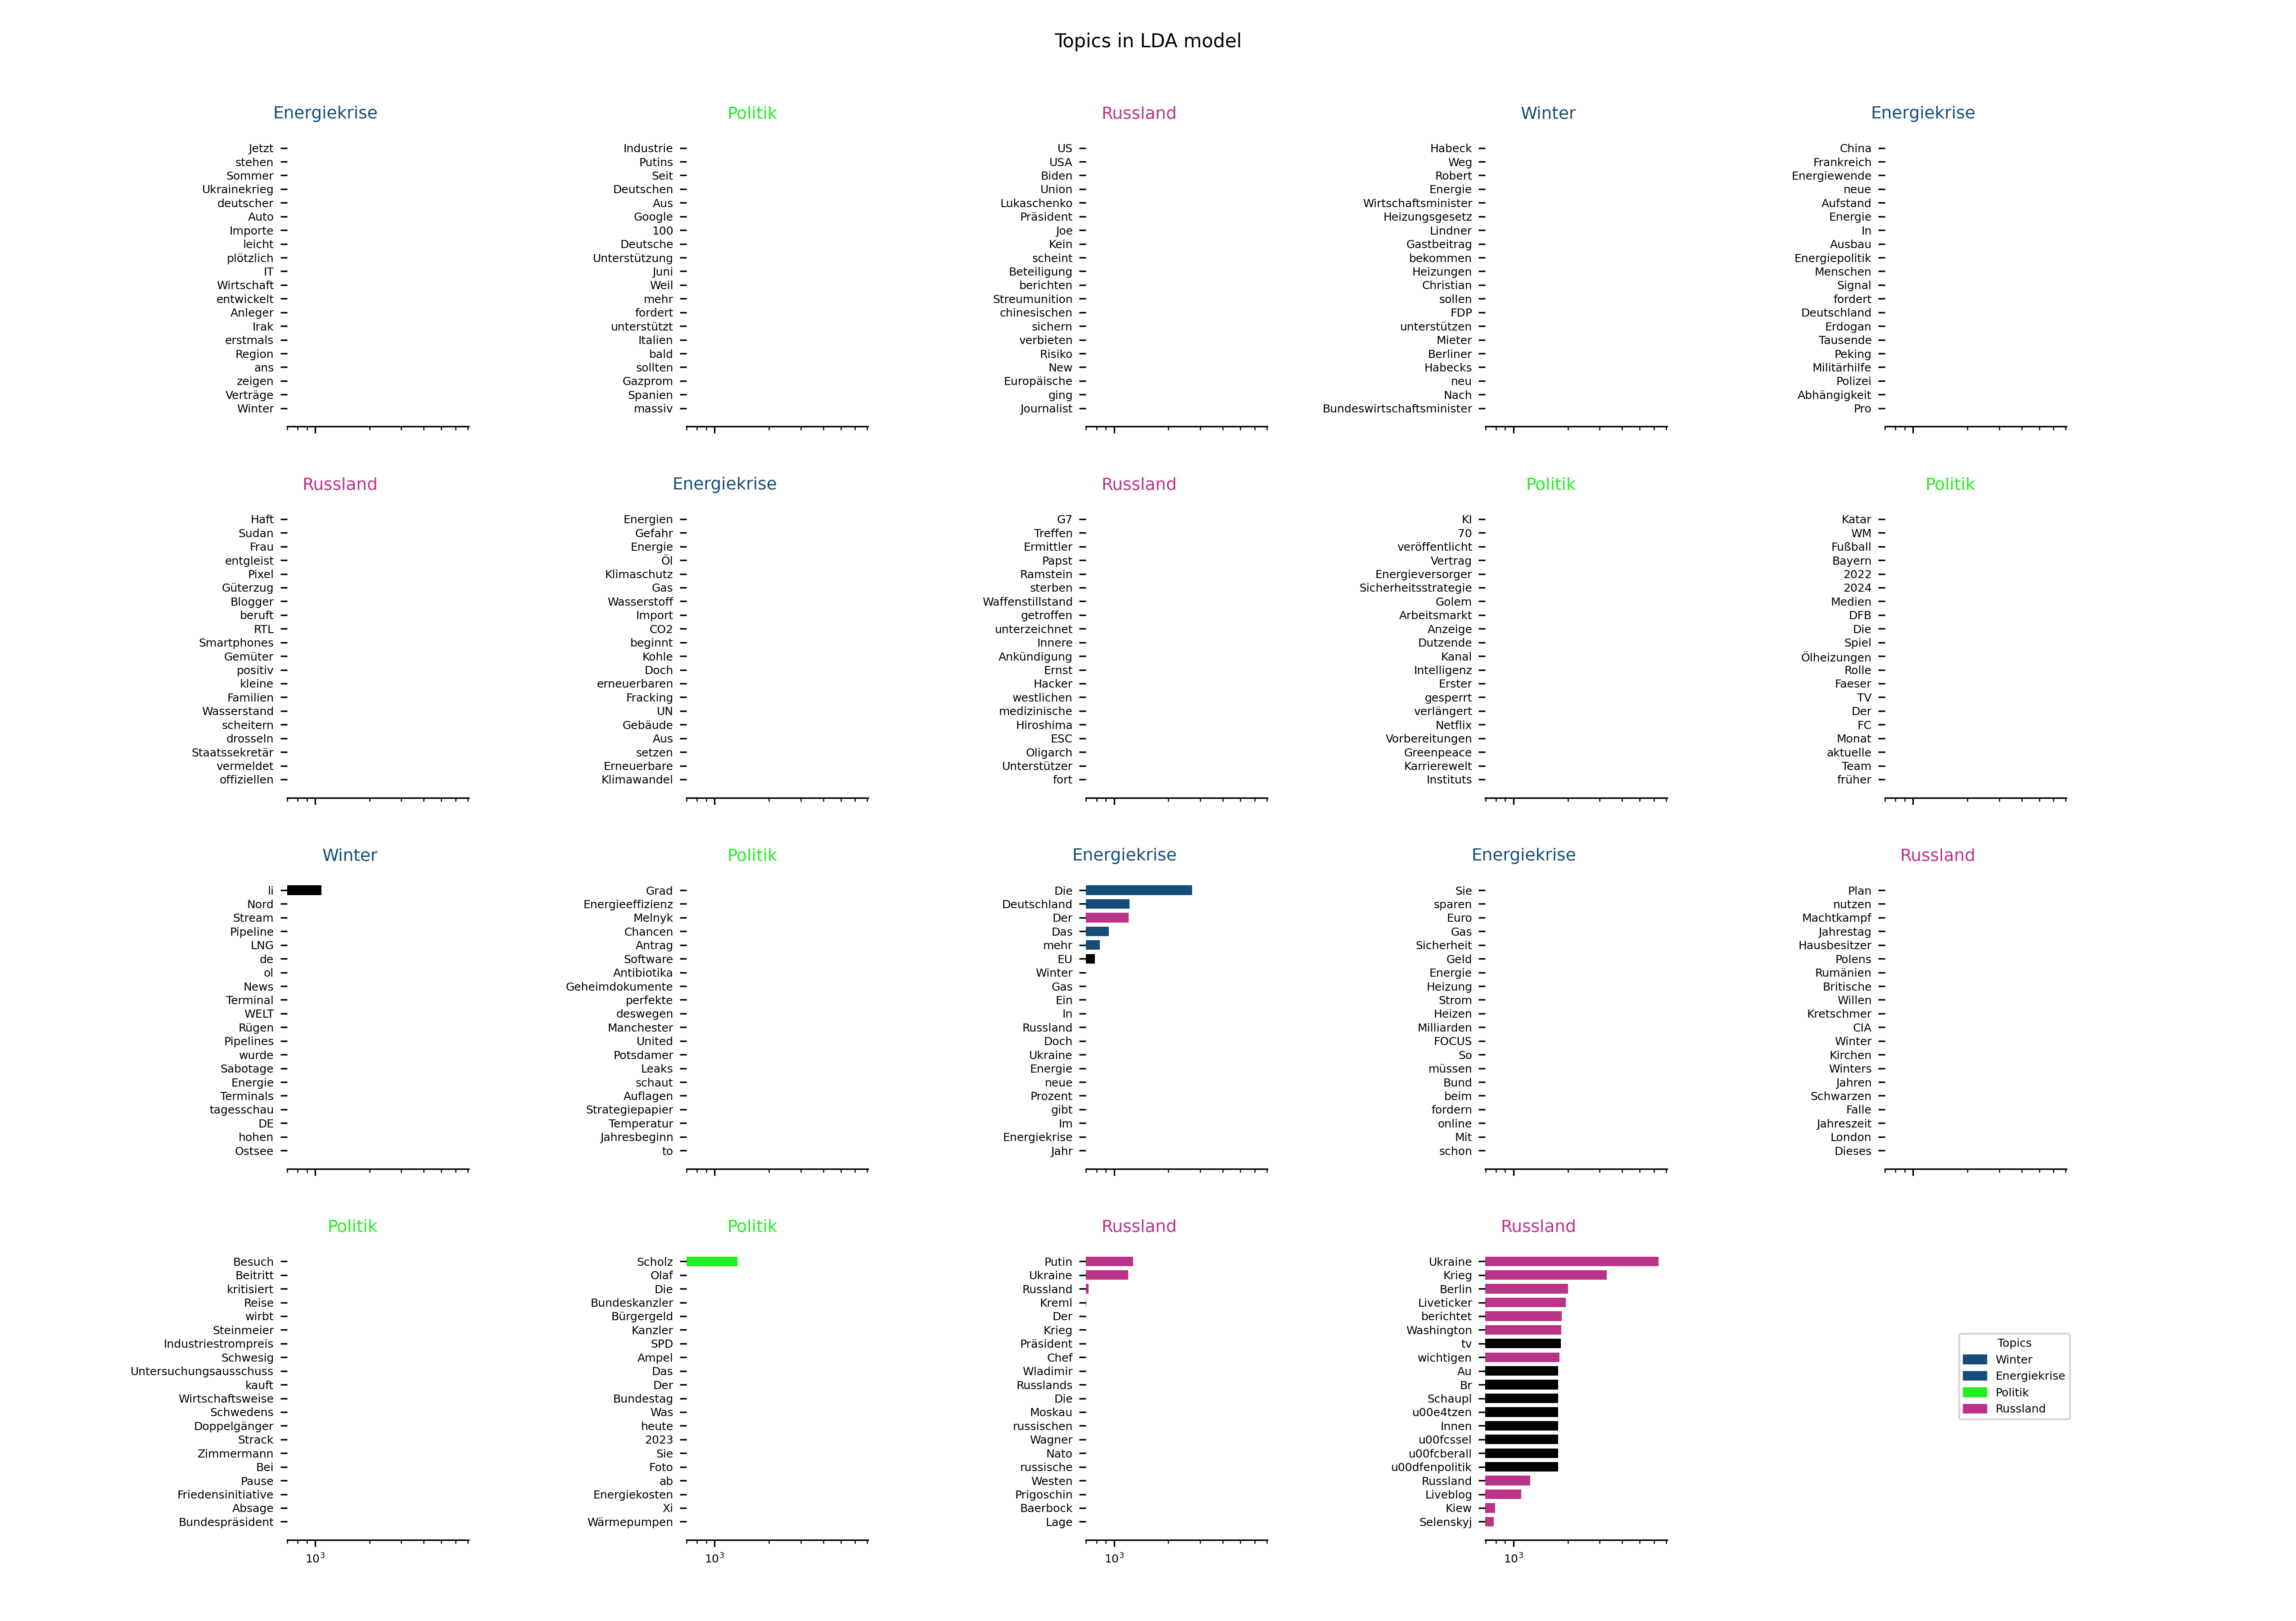 Topics in LDA model
Energiekrise
Jetzt
stehen
Sommer
Ukrainekrieg
deutscher
Auto
Importe
leicht
plötzlich
IT
Wirtschaft
entwickelt
Anleger
Irak
erstmals
Region
ans
zeigen
Verträge
Winter
Politik
Industrie
Putins
Seit
Deutschen
Aus
Google
100
Deutsche
Unterstützung
Juni
Weil
mehr
fordert
unterstützt
Italien
bald
sollten
Gazprom
Spanien
massiv
Russland
US
USA
Biden
Union
Lukaschenko
Präsident
Joe
Kein
scheint
Beteiligung
berichten
Streumunition
chinesischen
sichern
verbieten
Risiko
New
Europäische
ging
Journalist
Winter
Habeck
Weg
Robert
Energie
Wirtschaftsminister
Heizungsgesetz
Lindner
Gastbeitrag
bekommen
Heizungen
Christian
sollen
FDP
unterstützen
Mieter
Berliner
Habecks
neu
Nach
Bundeswirtschaftsminister
Energiekrise
China
Frankreich
Energiewende
neue
Aufstand
Energie
In
Ausbau
Energiepolitik
Menschen
Signal
fordert
Deutschland
Erdogan
Tausende
Peking
Militärhilfe
Polizei
Abhängigkeit
Pro
Russland
Haft
Sudan
Frau
entgleist
Pixel
Güterzug
Blogger
beruft
RTL
Smartphones
Gemüter
positiv
kleine
Familien
Wasserstand
scheitern
drosseln
Staatssekretär
vermeldet
offiziellen
Energiekrise
Energien
Gefahr
Energie
Öl
Klimaschutz
Gas
Wasserstoff
Import
CO2
beginnt
Kohle
Doch
erneuerbaren
Fracking
UN
Gebäude
Aus
setzen
Erneuerbare
Klimawandel
Russland
G7
Treffen
Ermittler
Papst
Ramstein
sterben
Waffenstillstand
getroffen
unterzeichnet
Innere
Ankündigung
Ernst
Hacker
westlichen
medizinische
Hiroshima
ESC
Oligarch
Unterstützer
fort
Politik
KI
70
veröffentlicht
Vertrag
Energieversorger
Sicherheitsstrategie
Golem
Arbeitsmarkt
Anzeige
Dutzende
Kanal
Intelligenz
Erster
gesperrt
verlängert
Netflix
Vorbereitungen
Greenpeace
Karrierewelt
Instituts
Politik
Katar
WM
Fußball
Bayern
2022
2024
Medien
DFB
Die
Spiel
Ölheizungen
Rolle
Faeser
TV
Der
FC
Monat
aktuelle
Team
früher
Winter
li
Nord
Stream
Pipeline
LNG
de
ol
News
Terminal
WELT
Rügen
Pipelines
wurde
Sabotage
Energie
Terminals
tagesschau
DE
hohen
Ostsee
Politik
Grad
Energieeffizienz
Melnyk
Chancen
Antrag
Software
Antibiotika
Geheimdokumente
perfekte
deswegen
Manchester
United
Potsdamer
Leaks
schaut
Auflagen
Strategiepapier
Temperatur
Jahresbeginn
to
Energiekrise
Die
Deutschland
Der
Das
mehr
EU
Winter
Gas
Ein
In
Russland
Doch
Ukraine
Energie
neue
Prozent
gibt
Im
Energiekrise
Jahr
Energiekrise
Sie
sparen
Euro
Gas
Sicherheit
Geld
Energie
Heizung
Strom
Heizen
Milliarden
FOCUS
So
müssen
Bund
beim
fordern
online
Mit
schon
Russland
Plan
nutzen
Machtkampf
Jahrestag
Hausbesitzer
Polens
Rumänien
Britische
Willen
Kretschmer
CIA
Winter
Kirchen
Winters
Jahren
Schwarzen
Falle
Jahreszeit
London
Dieses
Politik
Besuch
Beitritt
kritisiert
Reise
wirbt
Steinmeier
Industriestrompreis
Schwesig
Untersuchungsausschuss
kauft
Wirtschaftsweise
Schwedens
Doppelgänger
Strack
Zimmermann
Bei
Pause
Friedensinitiative
Absage
Bundespräsident
10³
Politik
Scholz
Olaf
Die
Bundeskanzler
Bürgergeld
Kanzler
SPD
Ampel
Das
Der
Bundestag
Was
heute
2023
Sie
Foto
ab
Energiekosten
Xi
Wärmepumpen
10³
Russland
Putin
Ukraine
Russland
Kreml
Der
Krieg
Präsident
Chef
Wladimir
Russlands
Die
Moskau
russischen
Wagner
Nato
russische
Westen
Prigoschin
Baerbock
Lage
10³
Russland
Ukraine
Krieg
Berlin
Liveticker
berichtet
Washington
tv
wichtigen
Au
Br
Schaupl
u00e4tzen
Innen
u00fcssel
u00fcberall
u00dfenpolitik
Russland
Liveblog
Kiew
Selenskyj
10³
Topics
Winter
Energiekrise
Politik
Russland